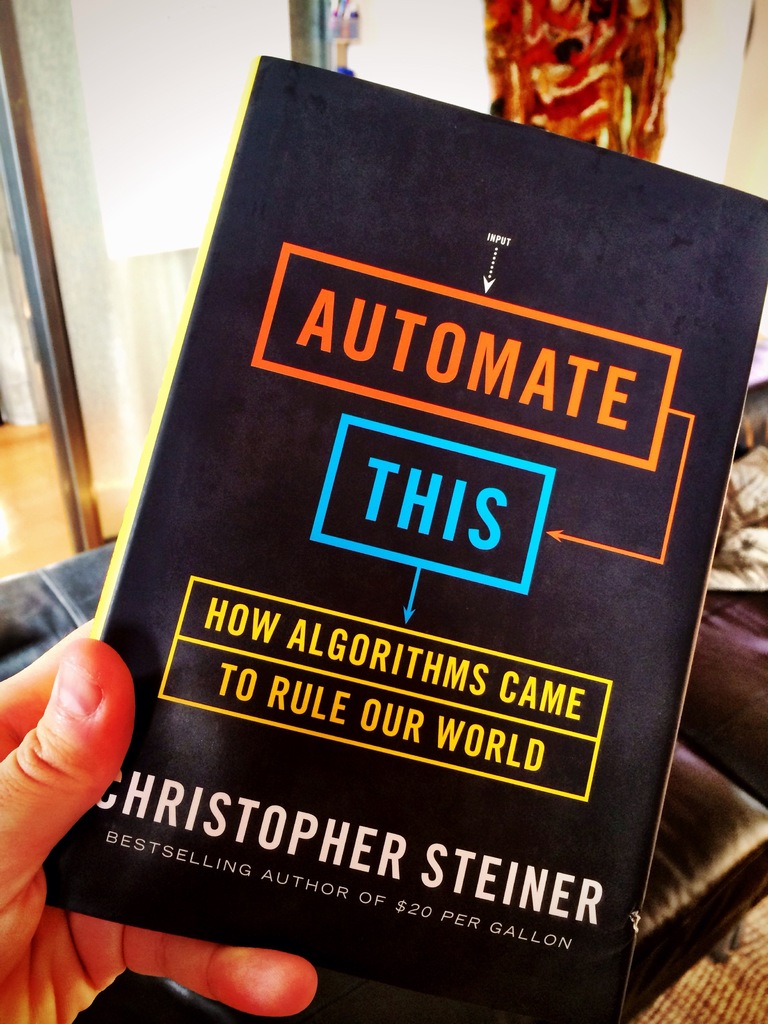 INPUT
AUTOMATE
THIS
HOW ALGORITHMS CAME
TO RULE OUR WORLD
CHRISTOPHER STEINER
BESTSELLING AUTHOR OF $20 PER GALLON